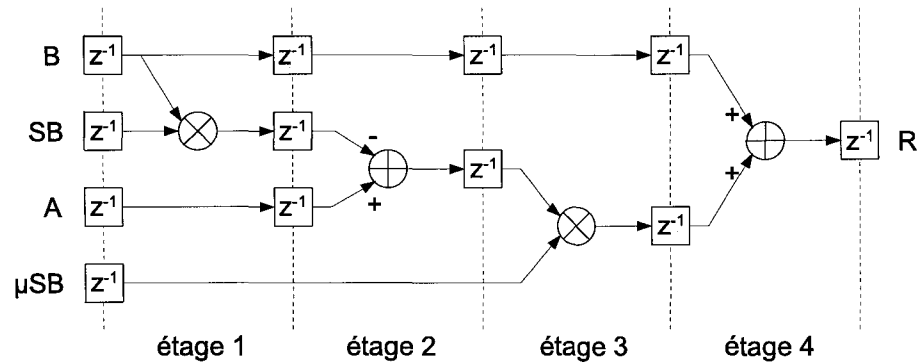 B z⁻¹ z⁻¹ z⁻¹ z⁻¹
+
SB z⁻¹ z⁻¹ - z⁻¹ R
z⁻¹
+
A z⁻¹ z⁻¹ + z⁻¹
µSB z⁻¹
étage 1 étage 2 étage 3 étage 4